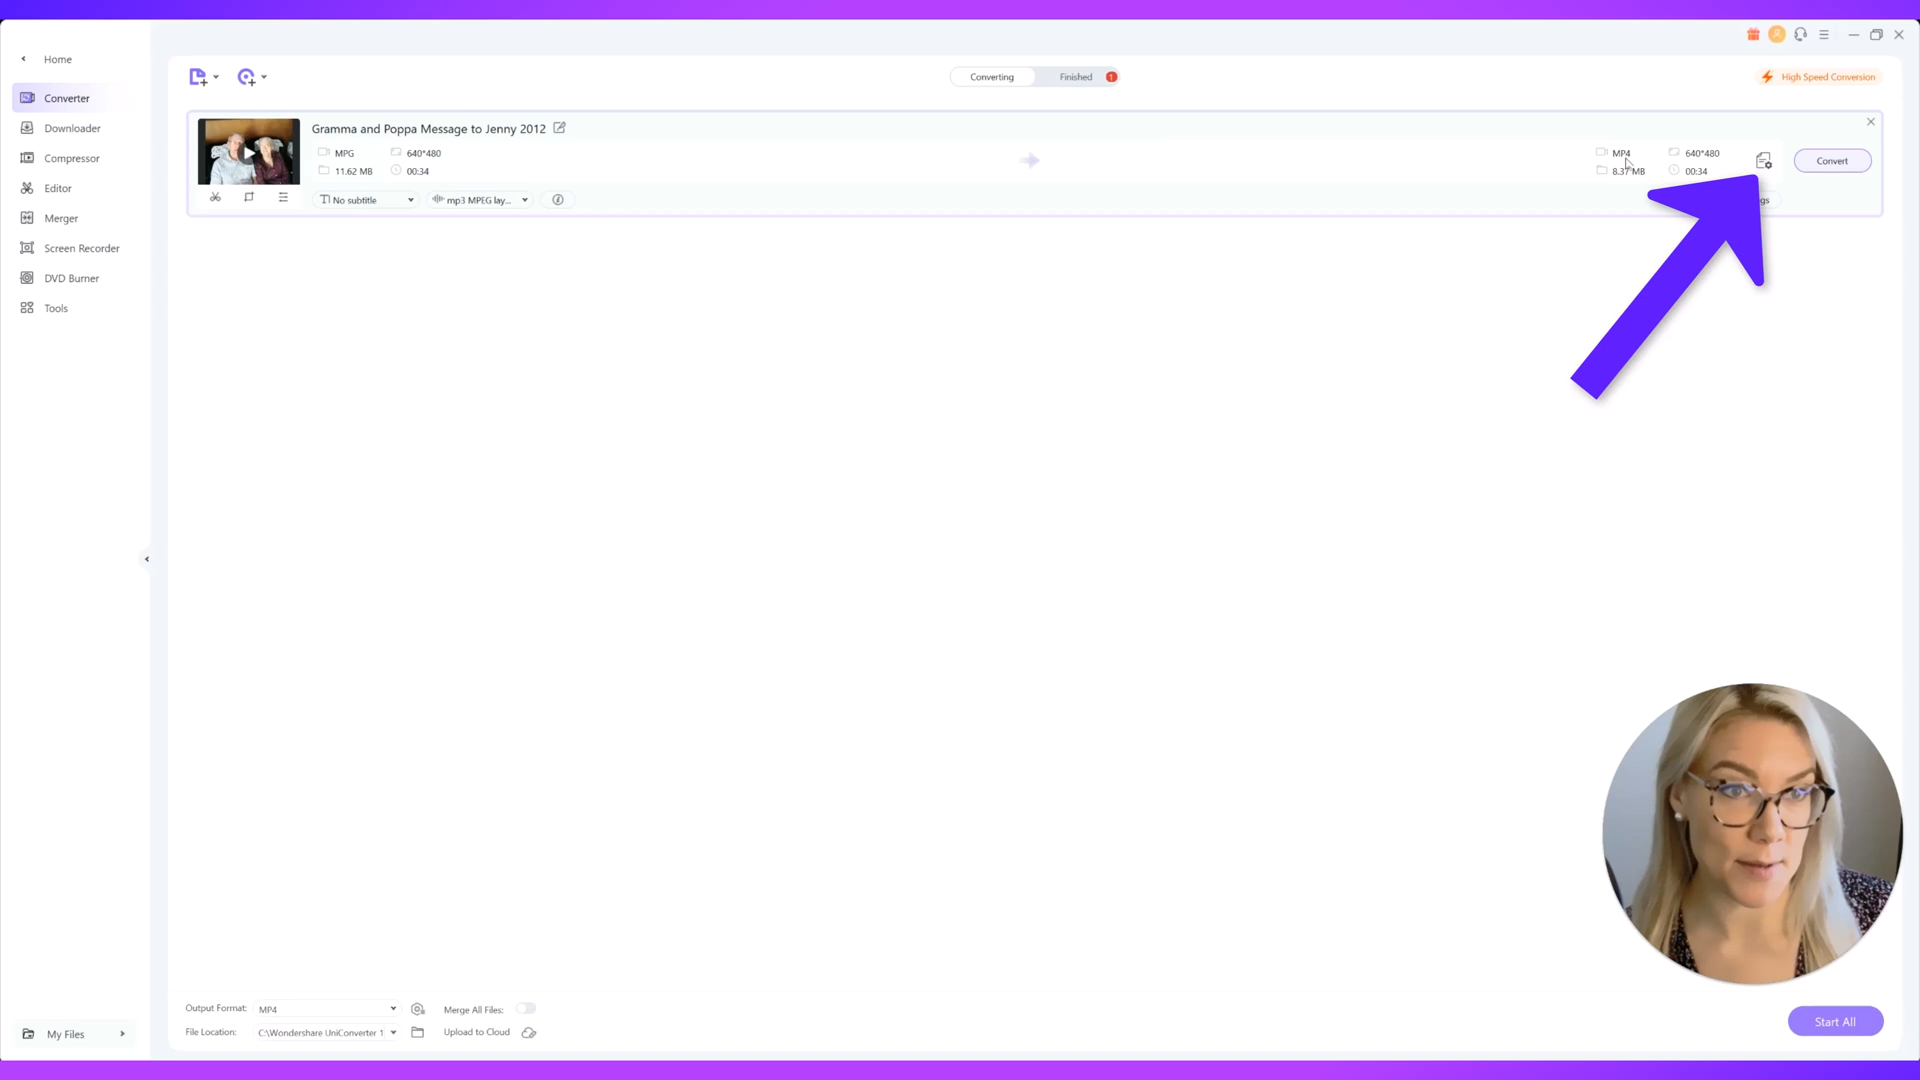 Home
Converter
Downloader
Compressor
Editor
Merger
Screen Recorder
DVD Burner
Tools
My Files
Converting
Finished 1
High Speed Conversion
Gramma and Poppa Message to Jenny 2012
MPG 640*480
11.62 MB 00:34
No subtitle
mp3 MPEG lay...
MP4 640*480
8.37 MB 00:34
Convert
Output Format: MP4
Merge All Files:
File Location: C:\Wondershare UniConverter 1
Upload to Cloud
Start All